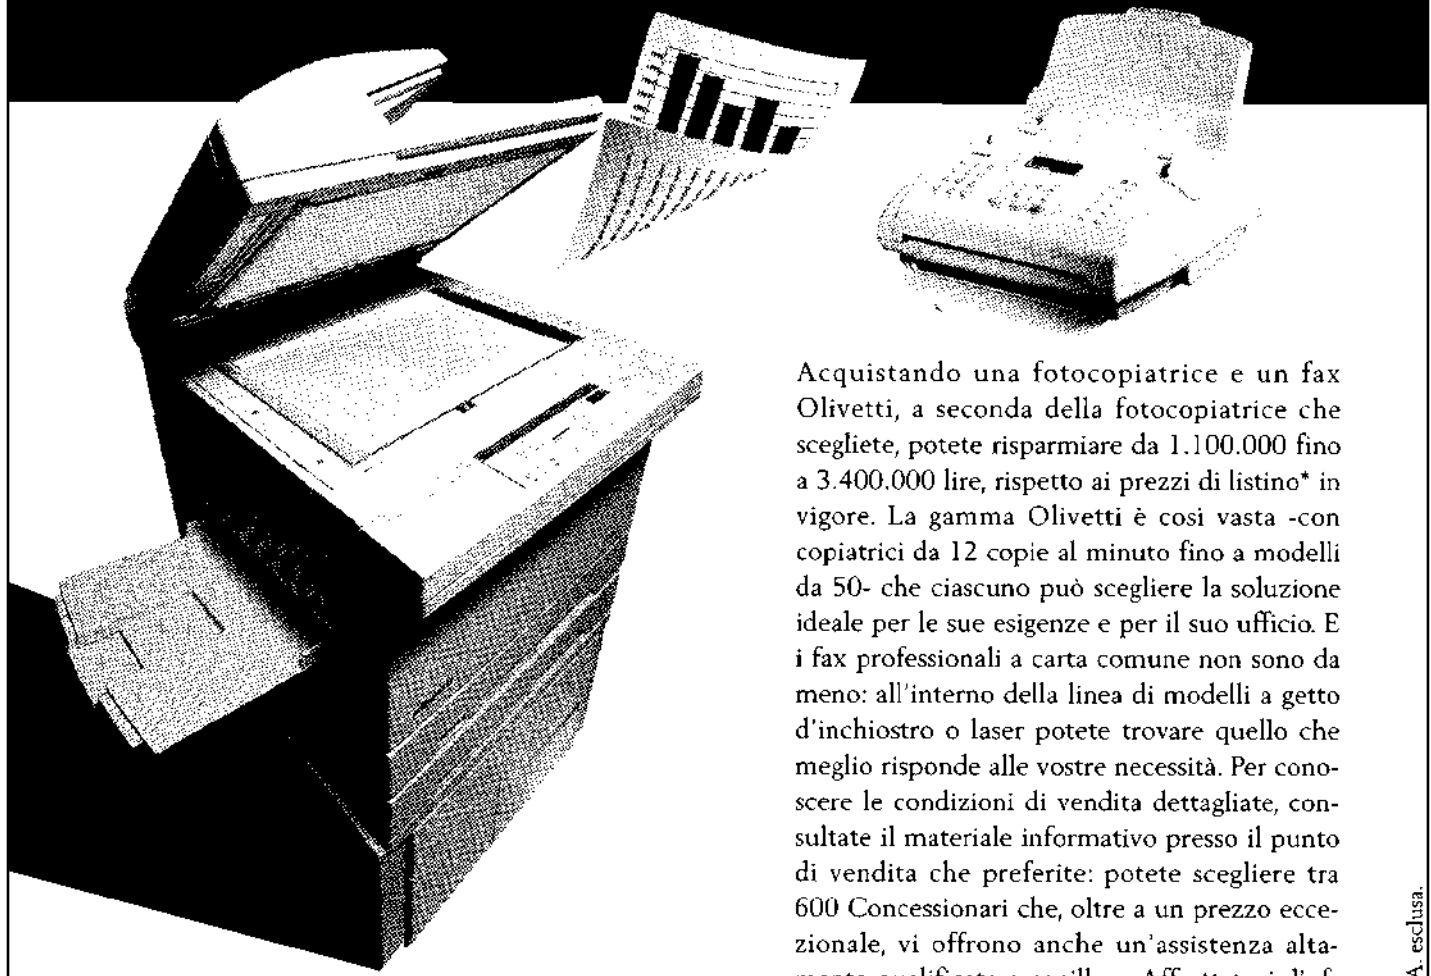 Acquistando una fotocopiatrice e un fax
Olivetti, a seconda della fotocopiatrice che
scegliete, potete risparmiare da 1.100.000 fino
a 3.400.000 lire, rispetto ai prezzi di listino* in
vigore. La gamma Olivetti è così vasta -con
copiatrici da 12 copie al minuto fino a modelli
da 50- che ciascuno può scegliere la soluzione
ideale per le sue esigenze e per il suo ufficio. E
i fax professionali a carta comune non sono da
meno: all'interno della linea di modelli a getto
d'inchiostro o laser potete trovare quello che
meglio risponde alle vostre necessità. Per cono-
scere le condizioni di vendita dettagliate, con-
sultate il materiale informativo presso il punto
di vendita che preferite: potete scegliere tra
600 Concessionari che, oltre a un prezzo ecce-
zionale, vi offrono anche un'assistenza alta-
A. esclusa.